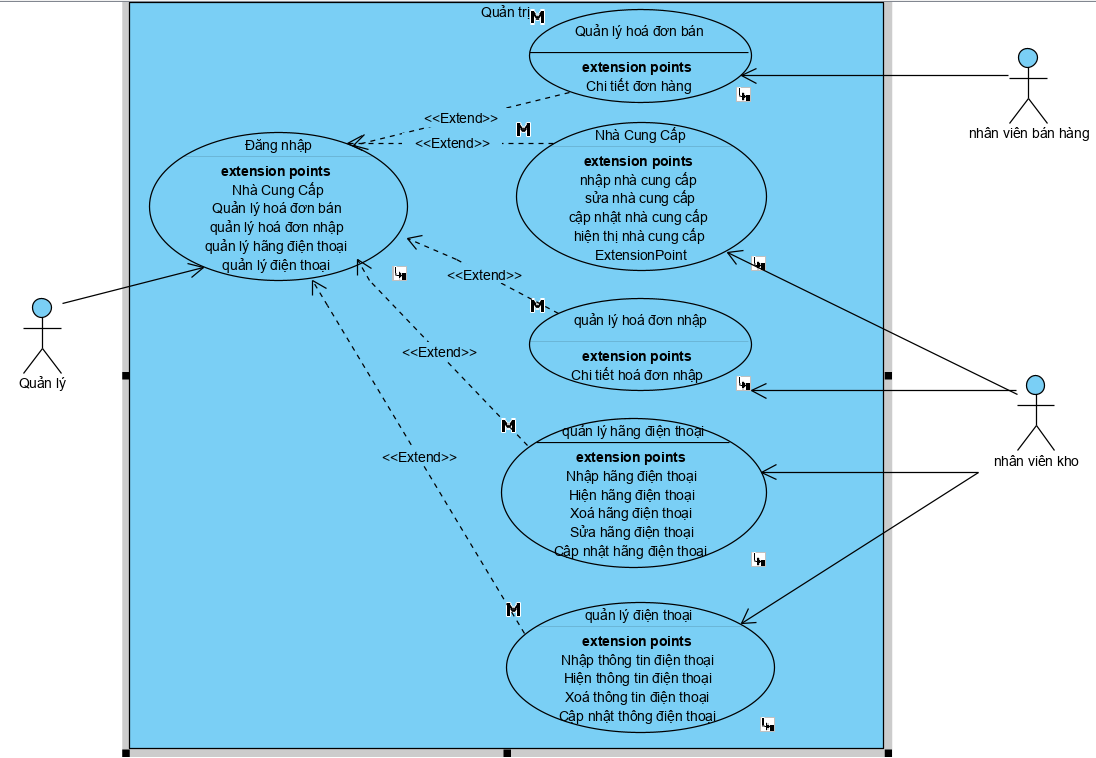 Quản trị
Quản lý hoá đơn bán
extension points
Chi tiết đơn hàng
nhân viên bán hàng
<<Extend>>
<<Extend>>
Nhà Cung Cấp
extension points
nhập nhà cung cấp
sửa nhà cung cấp
cập nhật nhà cung cấp
hiện thị nhà cung cấp
ExtensionPoint
Đăng nhập
extension points
Nhà Cung Cấp
Quản lý hoá đơn bán
quản lý hoá đơn nhập
quản lý hãng điện thoại
quản lý điện thoại
<<Extend>>
quản lý hoá đơn nhập
extension points
Chi tiết hoá đơn nhập
<<Extend>>
Quản lý
nhân viên kho
<<Extend>>
quản lý hãng điện thoại
extension points
Nhập hãng điện thoại
Hiện hãng điện thoại
Xoá hãng điện thoại
Sửa hãng điện thoại
Cập nhật hãng điện thoại
quản lý điện thoại
extension points
Nhập thông tin điện thoại
Hiện thông tin điện thoại
Xoá thông tin điện thoại
Cập nhật thông điện thoại